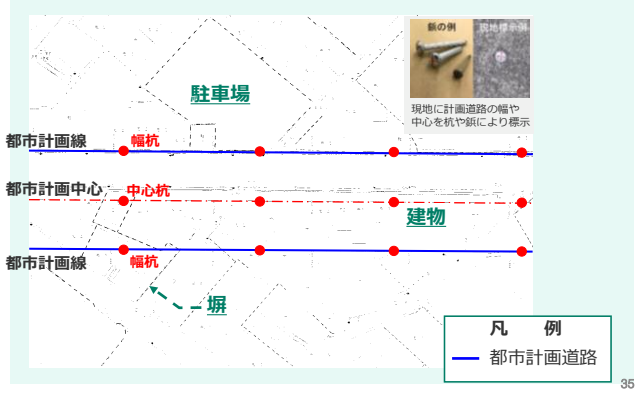 鋲の例
現地標示例
現地に計画道路の幅や
中心を杭や鋲により標示
駐車場
都市計画線
幅杭
都市計画中心
中心杭
建物
都市計画線
幅杭
塀
凡 例
都市計画道路
35